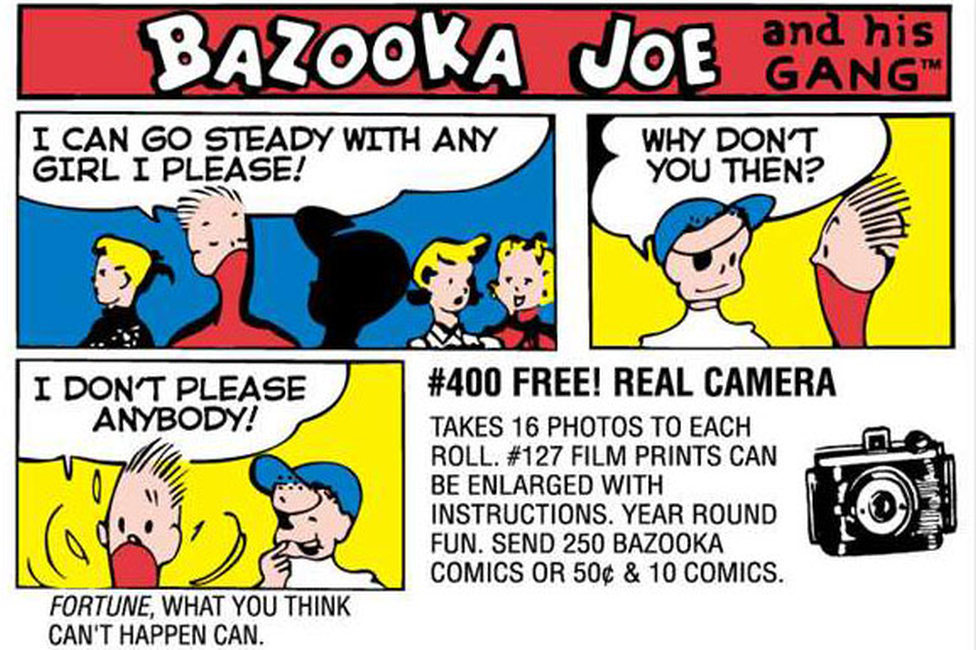 BAZOOKA JOE and his
GANG™
I CAN GO STEADY WITH ANY
GIRL I PLEASE!
WHY DON'T
YOU THEN?
I DON'T PLEASE
ANYBODY!
#400 FREE! REAL CAMERA
TAKES 16 PHOTOS TO EACH
ROLL. #127 FILM PRINTS CAN
BE ENLARGED WITH
INSTRUCTIONS. YEAR ROUND
FUN. SEND 250 BAZOOKA
COMICS OR 50¢ & 10 COMICS.
FORTUNE, WHAT YOU THINK
CAN'T HAPPEN CAN.